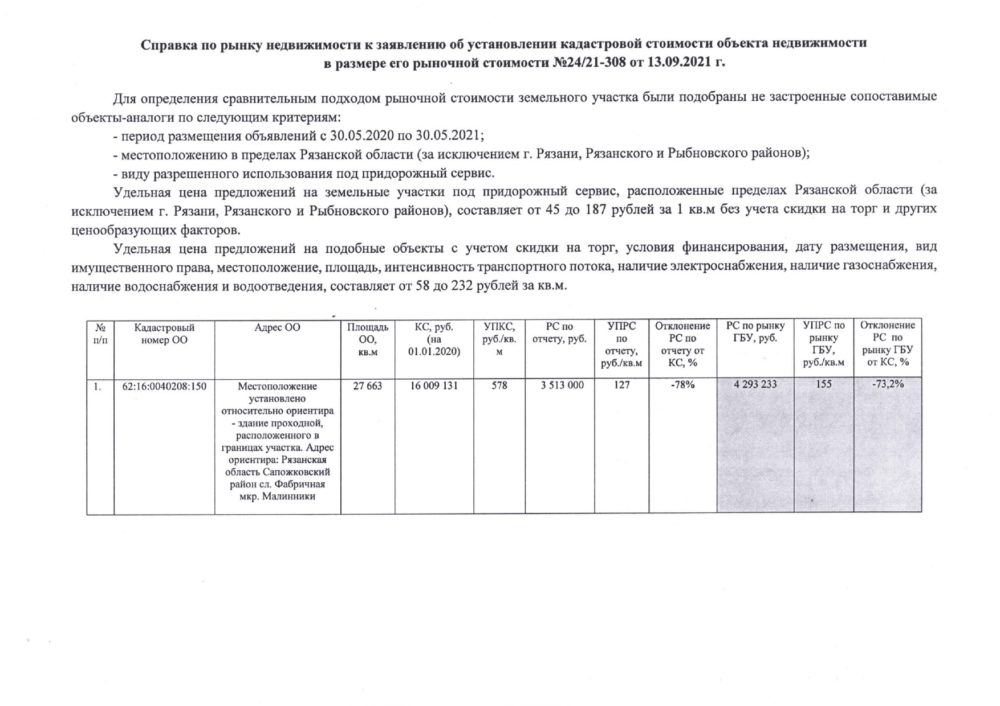 Справка по рынку недвижимости к заявлению об установлении кадастровой стоимости объекта недвижимости
в размере его рыночной стоимости №24/21-308 от 13.09.2021 г.
Для определения сравнительным подходом рыночной стоимости земельного участка были подобраны не застроенные сопоставимые
объекты-аналоги по следующим критериям:
- период размещения объявлений с 30.05.2020 по 30.05.2021;
- местоположению в пределах Рязанской области (за исключением г. Рязани, Рязанского и Рыбновского районов);
- виду разрешенного использования под придорожный сервис.
Удельная цена предложений на земельные участки под придорожный сервис, расположенные пределах Рязанской области (за
исключением г. Рязани, Рязанского и Рыбновского районов), составляет от 45 до 187 рублей за 1 кв.м без учета скидки на торг и других
ценообразующих факторов.
Удельная цена предложений на подобные объекты с учетом скидки на торг, условия финансирования, дату размещения, вид
имущественного права, местоположение, площадь, интенсивность транспортного потока, наличие электроснабжения, наличие газоснабжения,
наличие водоснабжения и водоотведения, составляет от 58 до 232 рублей за кв.м.
№
п/п
Кадастровый
номер ОО
Адрес ОО
Площадь
ОО,
кв.м
КС, руб.
(на
01.01.2020)
УПКС,
руб./кв.
м
РС по
отчету, руб.
УПРС
по
отчету,
руб./кв.м
Отклонение
РС по
отчету от
КС, %
РС по рынку
ГБУ, руб.
УПРС по
рынку
ГБУ,
руб./кв.м
Отклонение
РС по
рынку ГБУ
от КС, %
1.
62:16:0040208:150
Местоположение
установлено
относительно ориентира
- здание проходной,
расположенного в
границах участка. Адрес
ориентира: Рязанская
область Сапожковский
район сл. Фабричная
мкр. Малинники
27 663
16 009 131
578
3 513 000
127
-78%
4 293 233
155
-73,2%